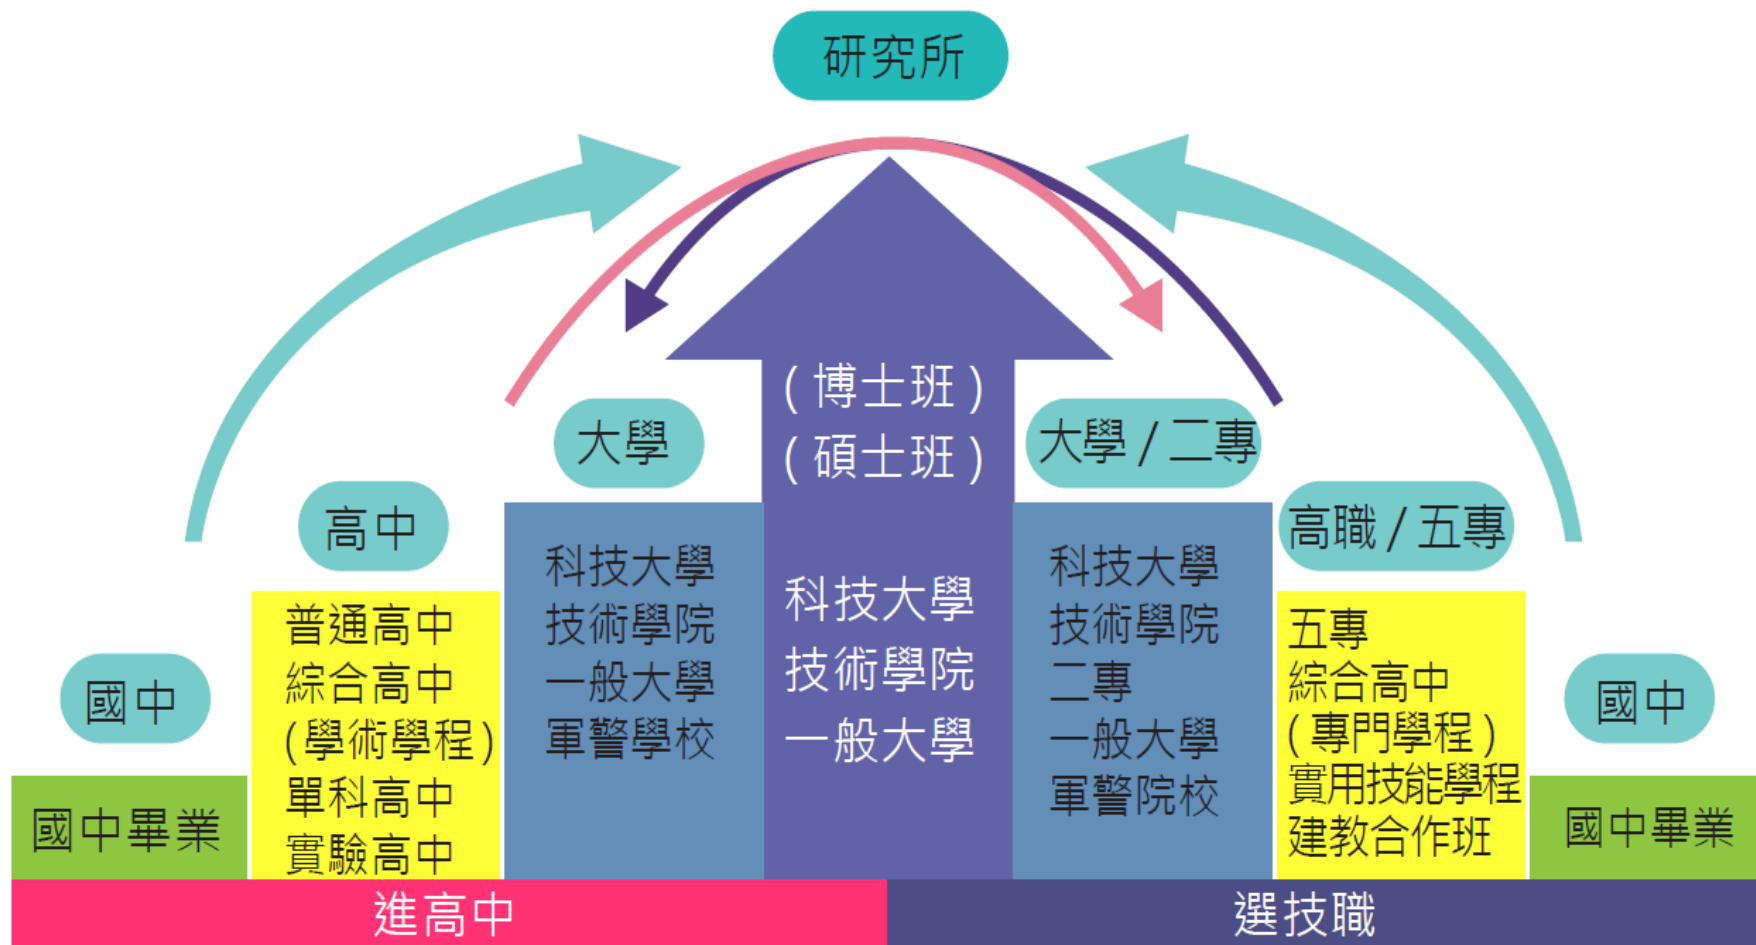 研究所
國中
國中畢業
高中
普通高中
綜合高中
(學術學程)
單科高中
實驗高中
大學
科技大學
技術學院
一般大學
軍警學校
(博士班)
(碩士班)
科技大學
技術學院
一般大學
大學/二專
科技大學
技術學院
二專
一般大學
軍警院校
高職/五專
五專
綜合高中
(專門學程)
實用技能學程
建教合作班
國中
國中畢業
進高中
選技職